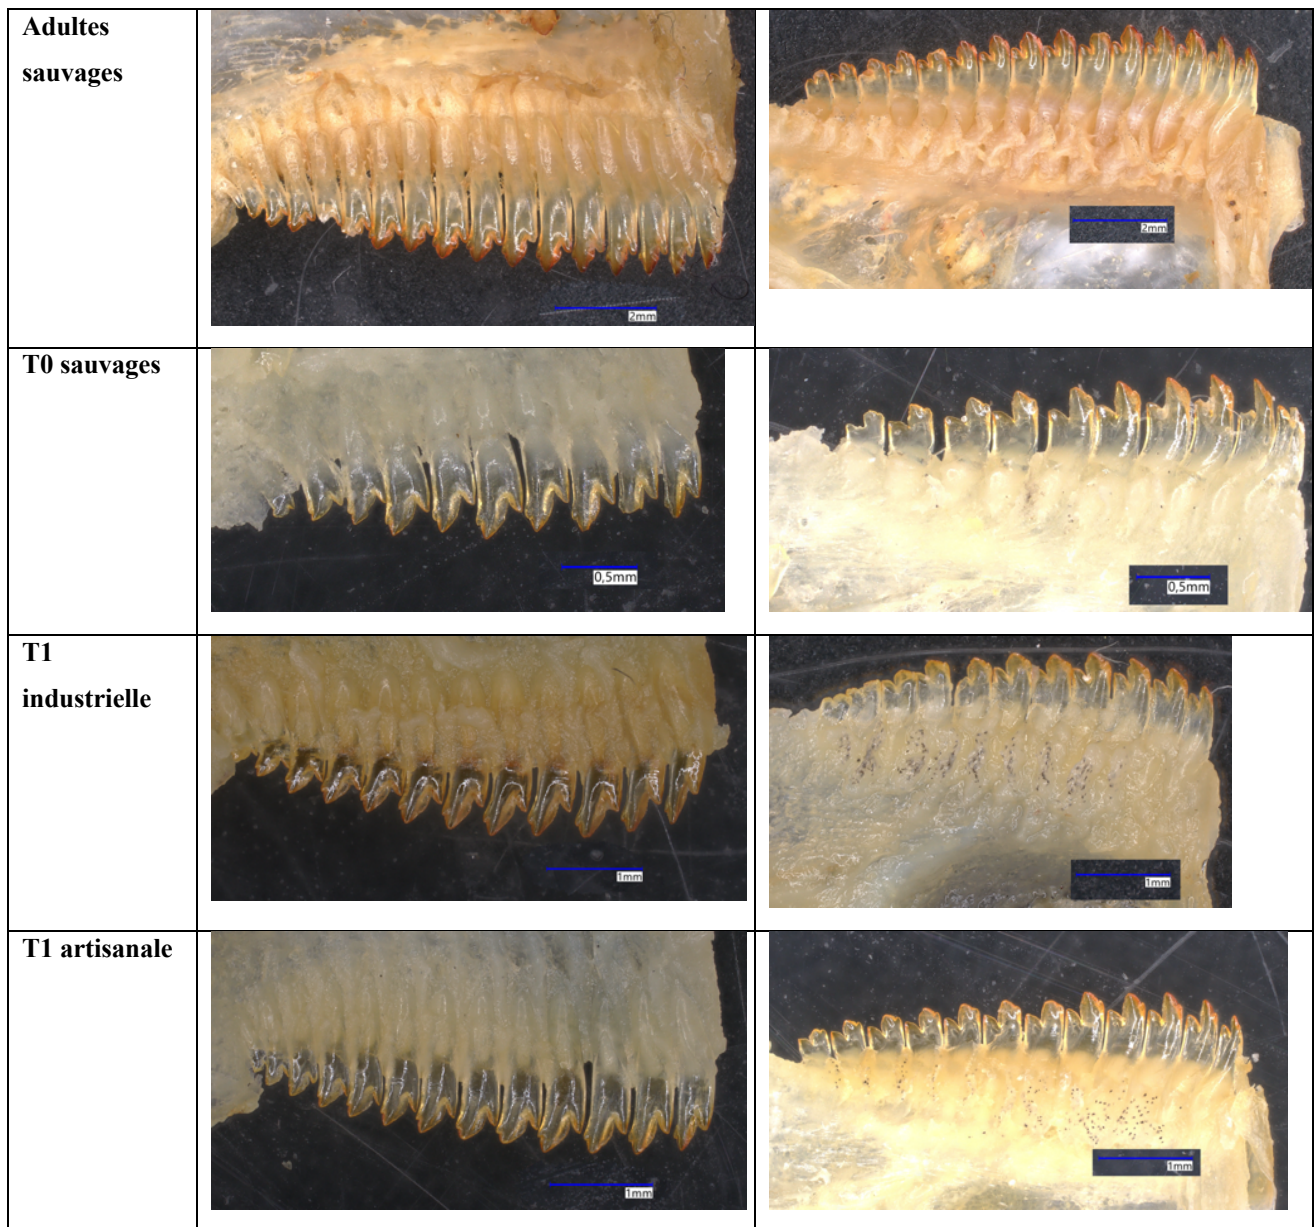 Adultes
sauvages
2mm
2mm
T0 sauvages
0,5mm
0,5mm
T1
industrielle
1mm
1mm
T1 artisanale
1mm
1mm